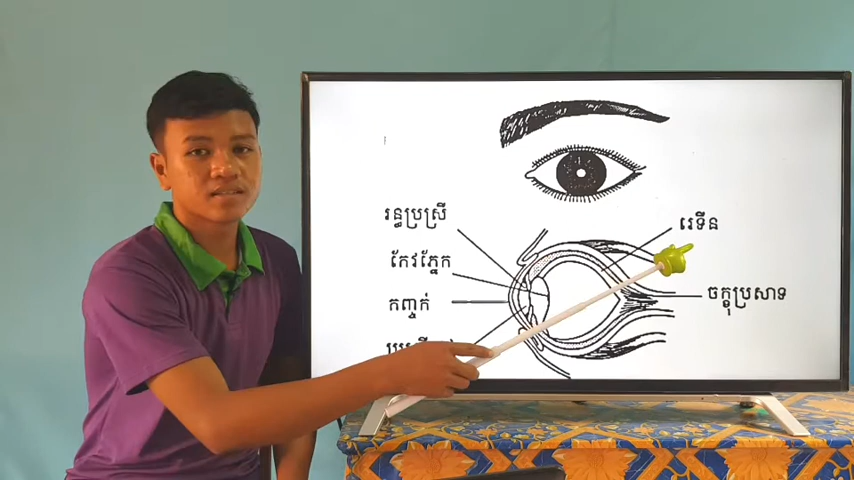 រន្ធប្រស្រី
កែវភ្នែក
កញ្ចក់
រេទីន
ចក្ខុប្រសាទ